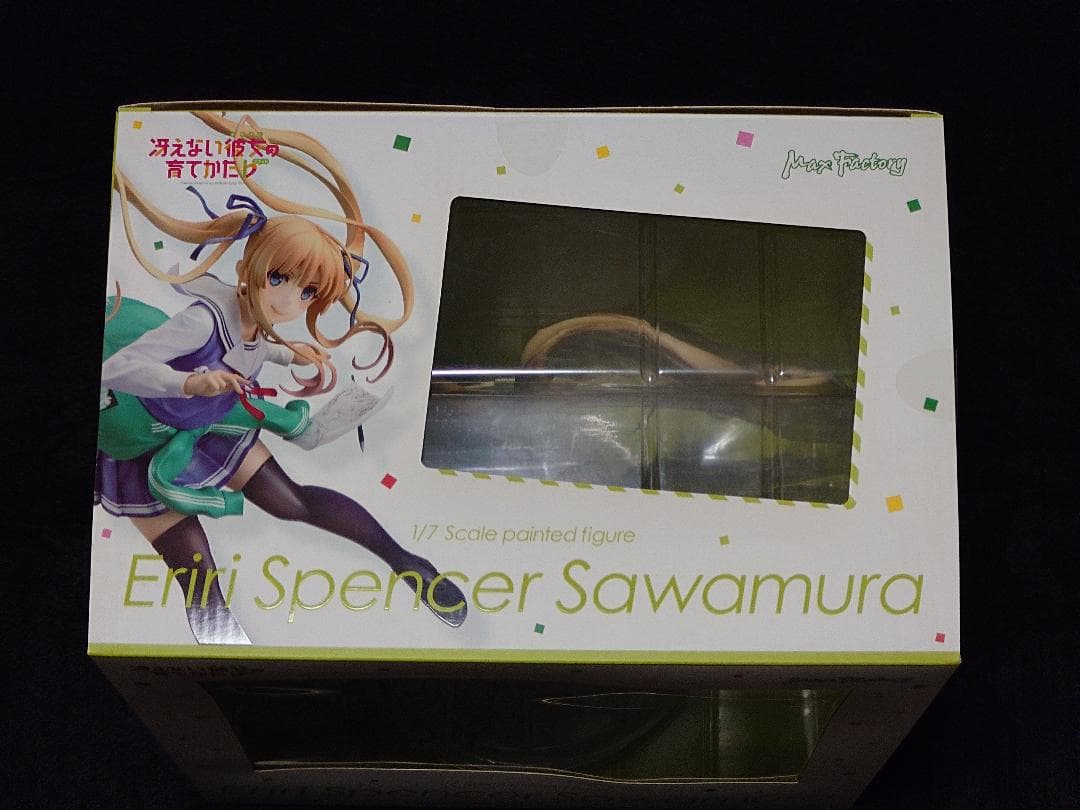 冴えない彼女の
育てかた♭
Max Factory
1/7 Scale painted figure
Eriri Spencer Sawamura